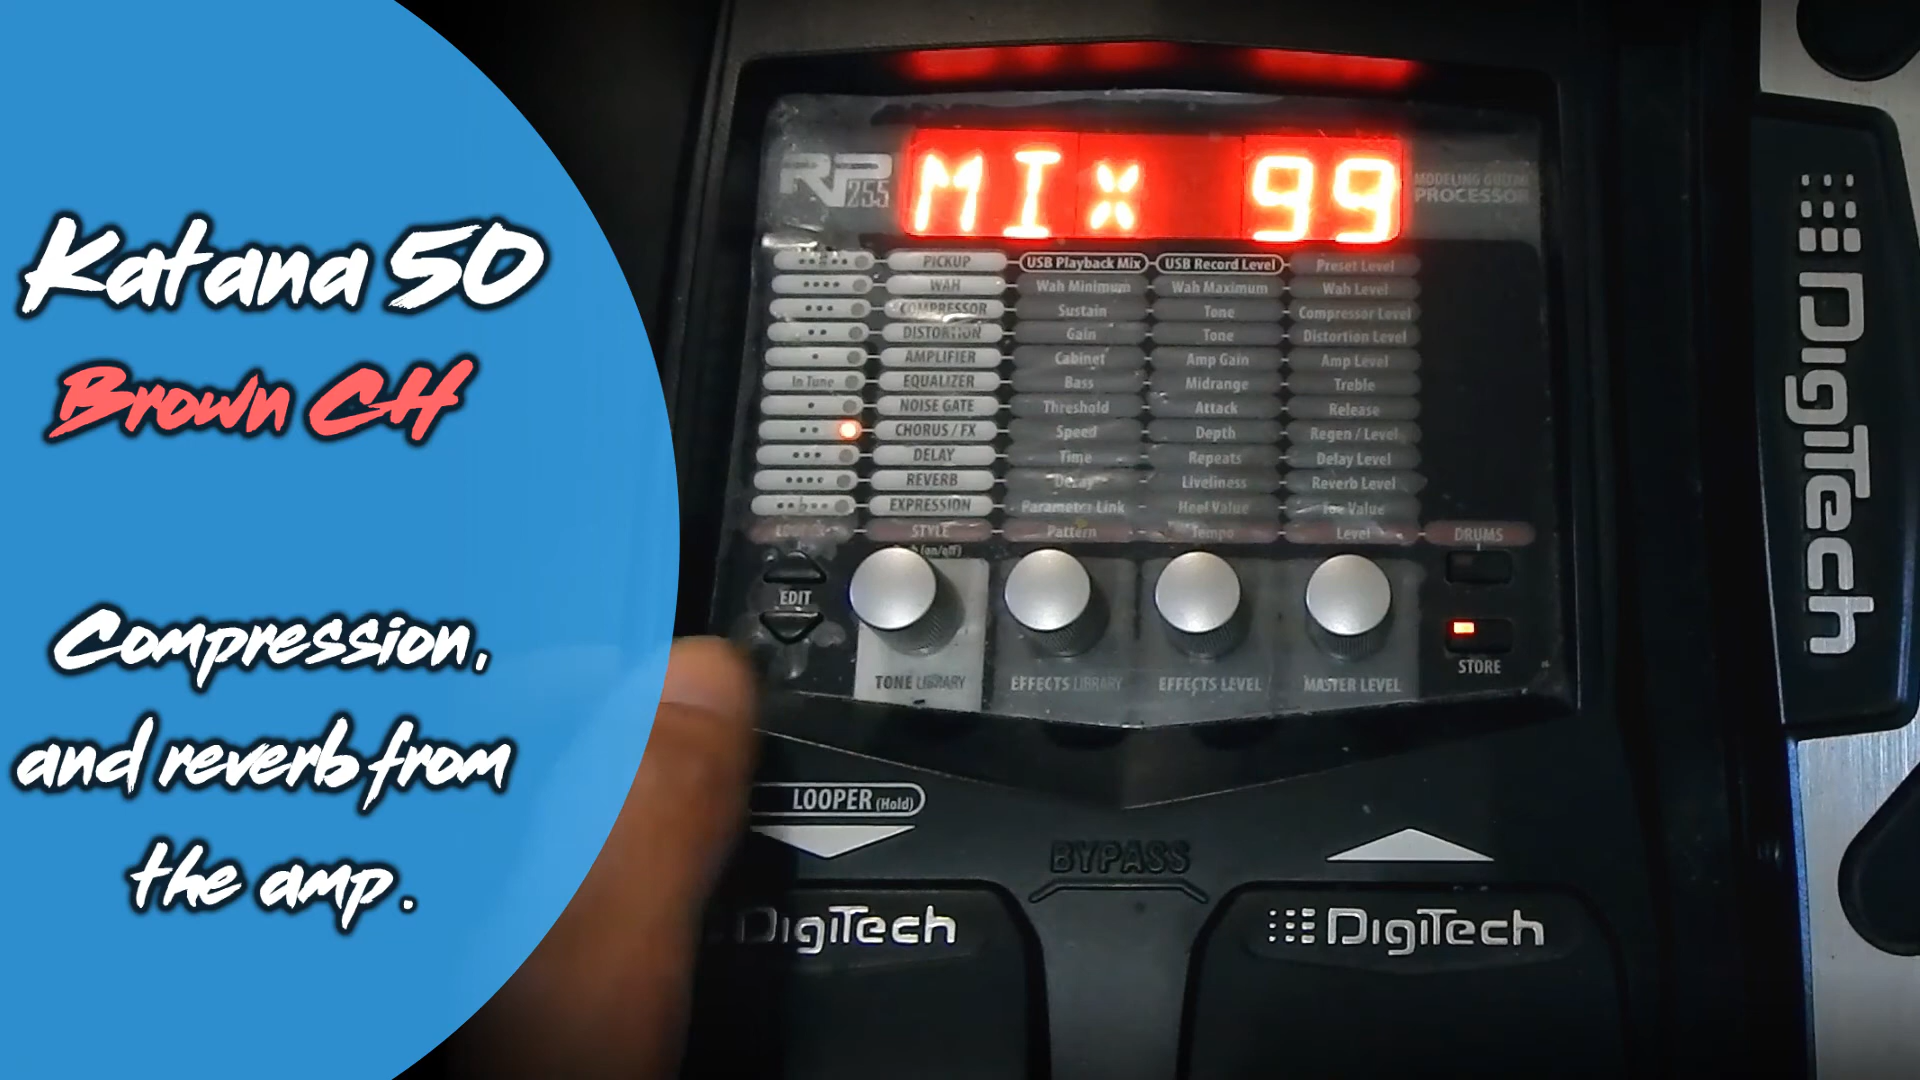 Katana 50
Brown CH
Compression,
and reverb from
the amp.
MIX 99
RP 255
MODELING GUITAR PROCESSOR
PICKUP USB Playback Mix USB Record Level Preset Level
WAH Wah Minimum Wah Maximum Wah Level
COMPRESSOR Sustain Tone Compressor Level
DISTORTION Gain Tone Distortion Level
AMPLIFIER Cabinet Amp Gain Amp Level
In Tune EQUALIZER Bass Midrange Treble
NOISE GATE Threshold Attack Release
CHORUS / FX Speed Depth Regen / Level
DELAY Time Repeats Delay Level
REVERB Decay Liveliness Reverb Level
EXPRESSION Parameter Link Heel Value Toe Value
STYLE Pattern Tempo Level DRUMS
(on/off)
EDIT
STORE
TONE LIBRARY EFFECTS LIBRARY EFFECTS LEVEL MASTER LEVEL
LOOPER (Hold)
BYPASS
DigiTech
DigiTech
DigiTech